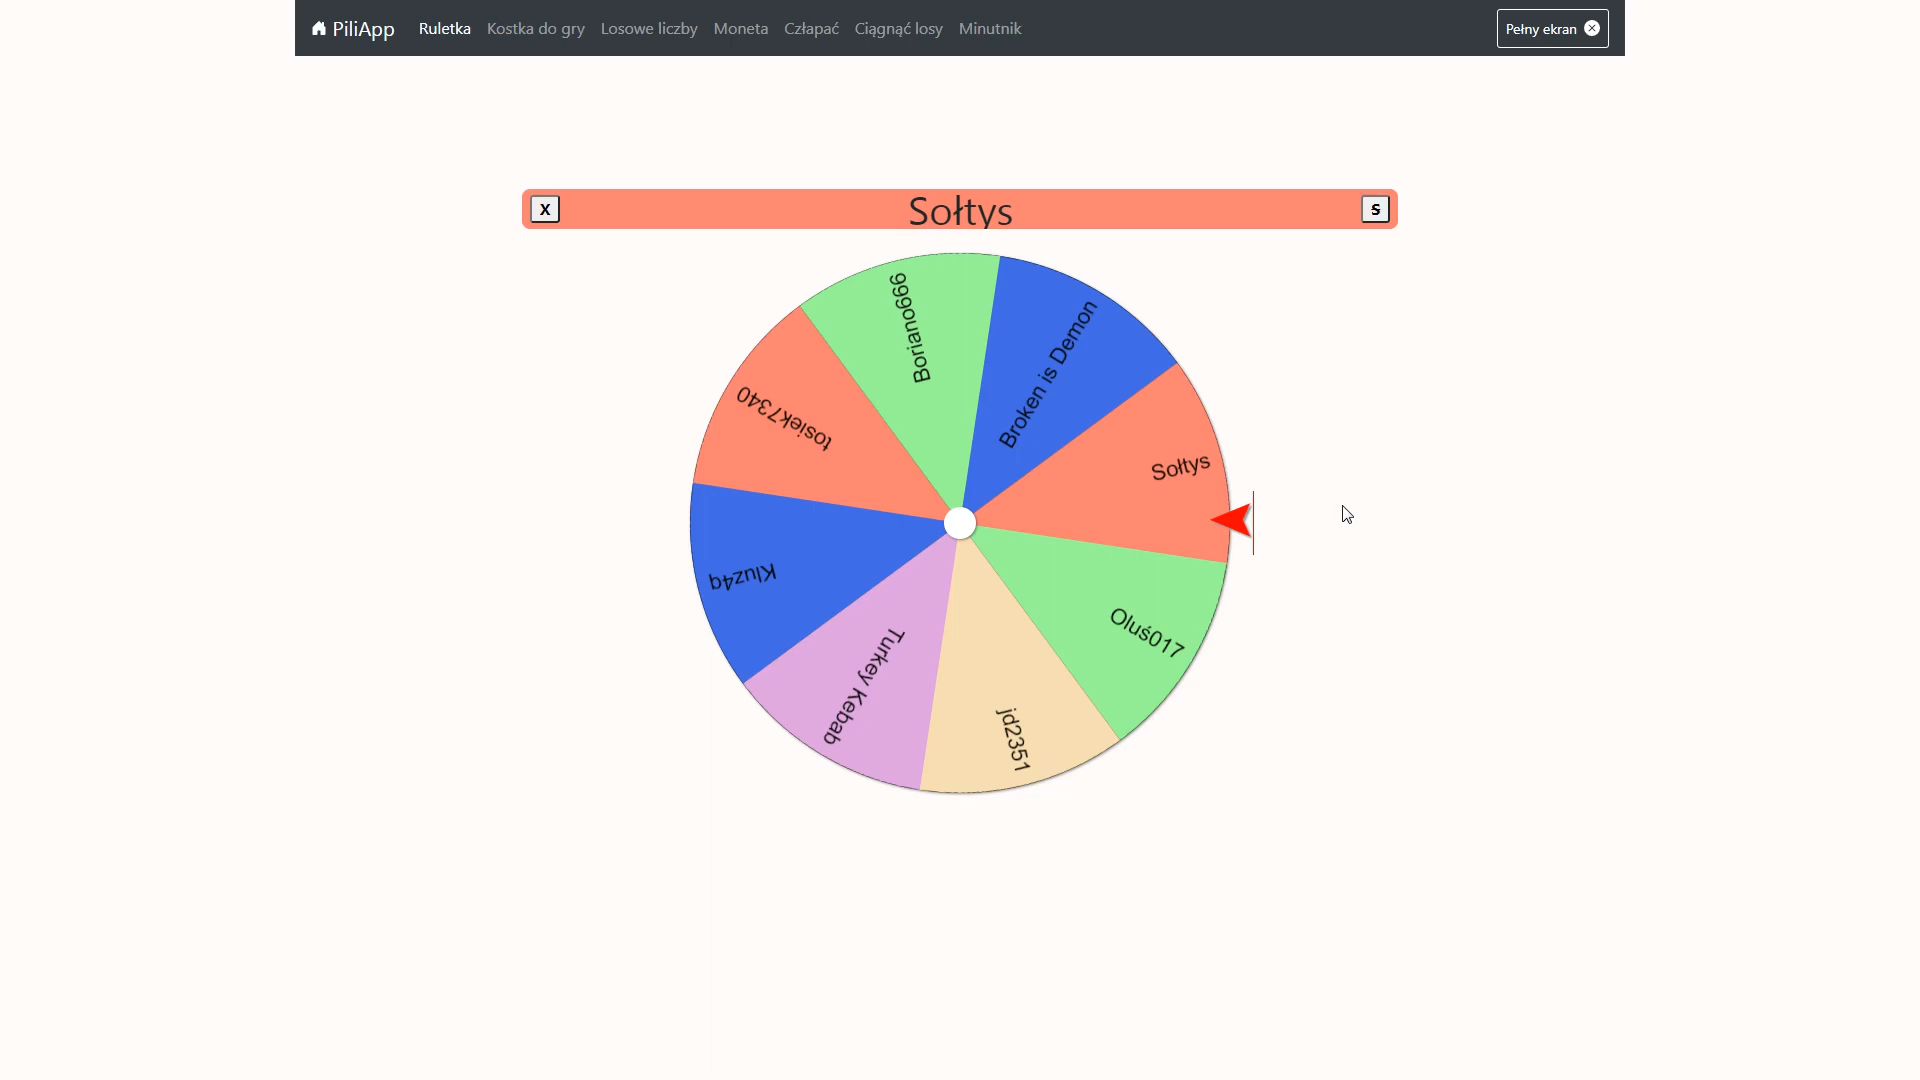 PiliApp Ruletka Kostka do gry Losowe liczby Moneta Człapać Ciągnąć losy Minutnik Pełny ekran
X Sołtys S
Boriano666
Broken is Demon
tosiek7340
Sołtys
Kluz4q
Oluś017
Turkey Kebab
jd2351